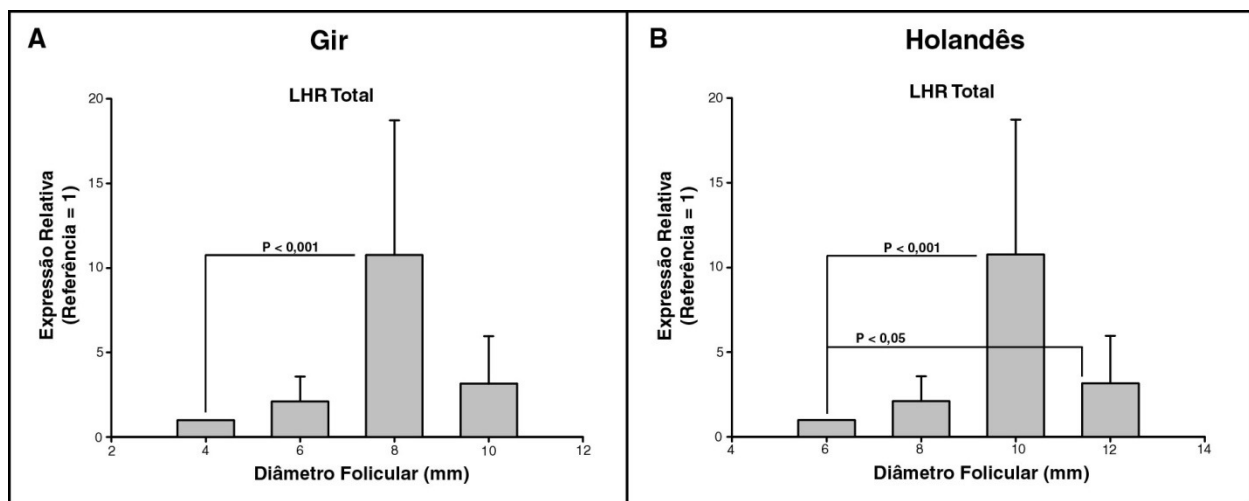 A
Gir
LHR Total
Expressão Relativa
(Referência = 1)
20
15
10
5
0
P < 0,001
2
4
6
8
10
12
Diâmetro Folicular (mm)
B
Holandês
LHR Total
Expressão Relativa
(Referência = 1)
20
15
10
5
0
P < 0,001
P < 0,05
4
6
8
10
12
14
Diâmetro Folicular (mm)